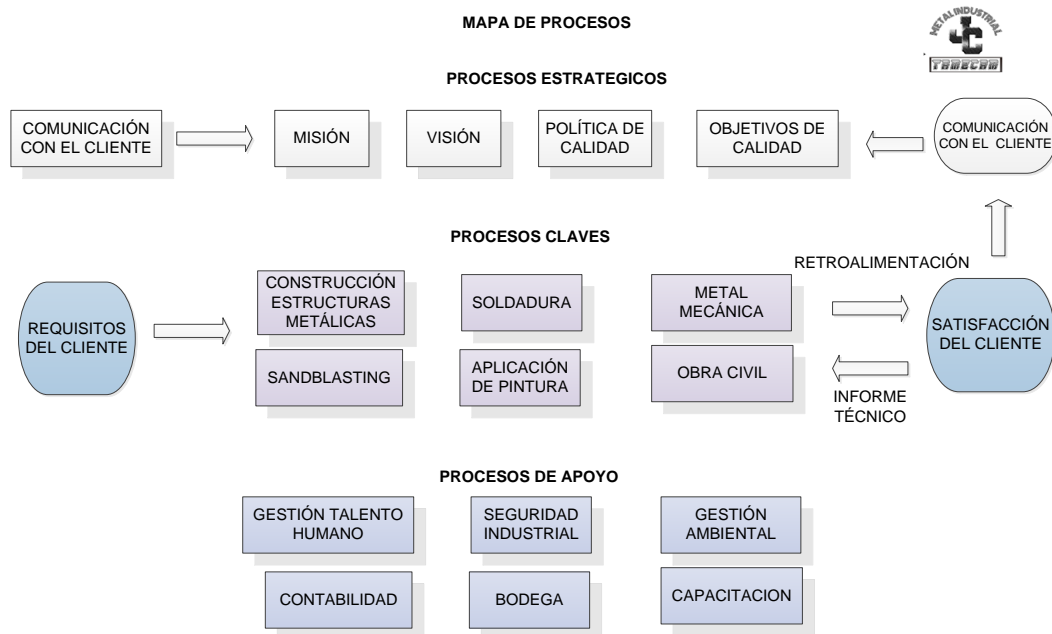 MAPA DE PROCESOS
METALINDUSTRIAL
JC
TAMECAM
PROCESOS ESTRATEGICOS
COMUNICACIÓN
CON EL CLIENTE
MISIÓN
VISIÓN
POLÍTICA DE
CALIDAD
OBJETIVOS DE
CALIDAD
COMUNICACIÓN
CON EL CLIENTE
PROCESOS CLAVES
RETROALIMENTACIÓN
REQUISITOS
DEL CLIENTE
CONSTRUCCIÓN
ESTRUCTURAS
METÁLICAS
SOLDADURA
METAL
MECÁNICA
SATISFACCIÓN
DEL CLIENTE
SANDBLASTING
APLICACIÓN
DE PINTURA
OBRA CIVIL
INFORME
TÉCNICO
PROCESOS DE APOYO
GESTIÓN TALENTO
HUMANO
SEGURIDAD
INDUSTRIAL
GESTIÓN
AMBIENTAL
CONTABILIDAD
BODEGA
CAPACITACION